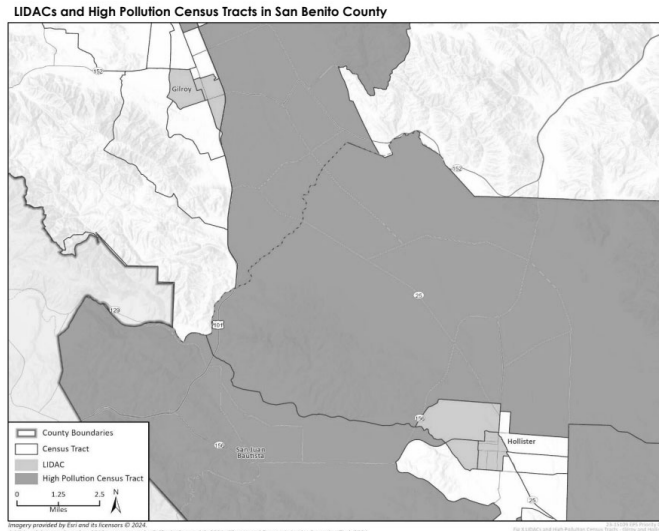 LIDACs and High Pollution Census Tracts in San Benito County
152
Gilroy
152
25
129
101
156
Hollister
San Juan
Bautista
25
County Boundaries
Census Tract
LIDAC
High Pollution Census Tract
0 1.25 2.5
Miles
N
Imagery provided by Esri and its licensors © 2024.